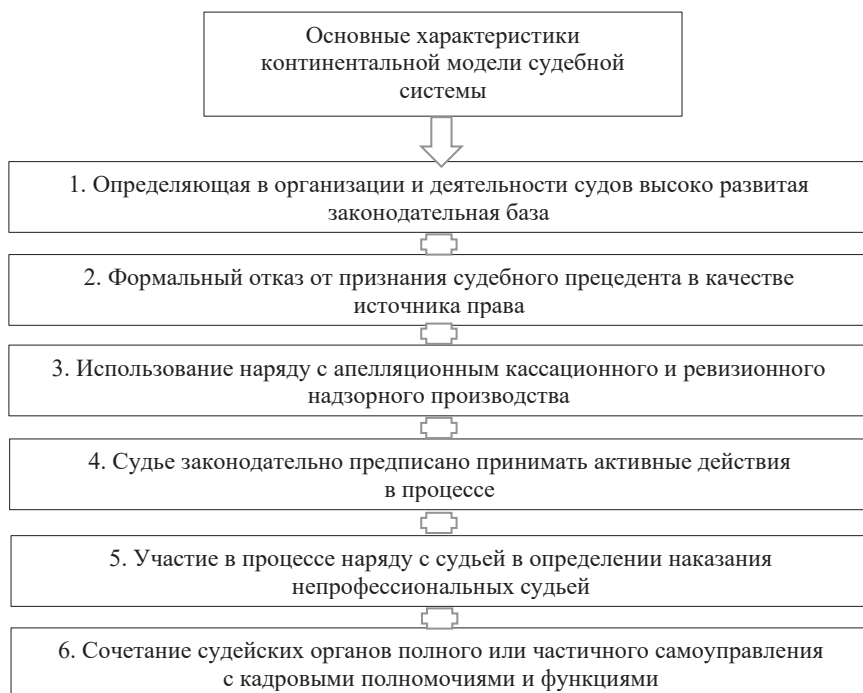 Основные характеристики
континентальной модели судебной
системы
1. Определяющая в организации и деятельности судов высоко развитая
законодательная база
2. Формальный отказ от признания судебного прецедента в качестве
источника права
3. Использование наряду с апелляционным кассационного и ревизионного
надзорного производства
4. Судье законодательно предписано принимать активные действия
в процессе
5. Участие в процессе наряду с судьей в определении наказания
непрофессиональных судьей
6. Сочетание судейских органов полного или частичного самоуправления
с кадровыми полномочиями и функциями